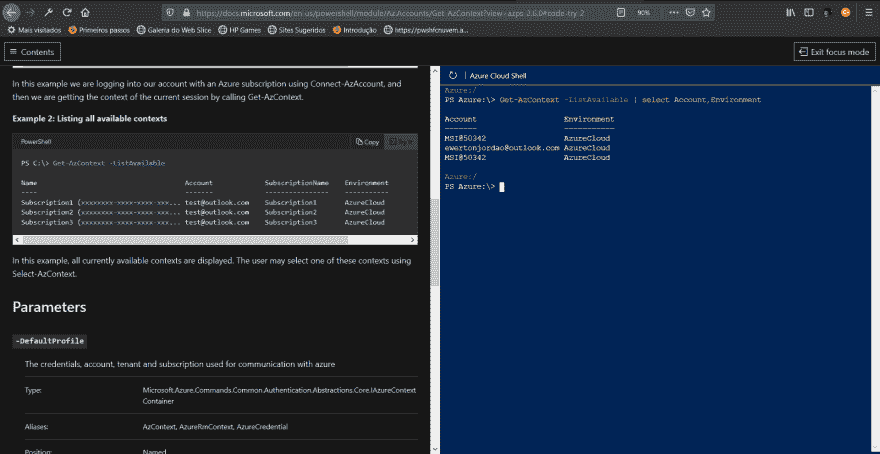 https://docs.microsoft.com/en-us/powershell/module/Az.Accounts/Get-AzContext?view=azps-2.6.0#code-try-2
90%
Mais visitados Primeiros passos Galeria do Web Slice HP Games Sites Sugeridos Introdução https://pwshfcnuvem.a...
Contents
Exit focus mode
In this example we are logging into our account with an Azure subscription using Connect-AzAccount, and
then we are getting the context of the current session by calling Get-AzContext.
Example 2: Listing all available contexts
PowerShell
Copy
PS C:\> Get-AzContext -ListAvailable
Name Account SubscriptionName Environment
---- ------- ---------------- -----------
Subscription1 (xxxxxxxx-xxxx-xxxx-xxx... test@outlook.com Subscription1 AzureCloud
Subscription2 (xxxxxxxx-xxxx-xxxx-xxx... test@outlook.com Subscription2 AzureCloud
Subscription3 (xxxxxxxx-xxxx-xxxx-xxx... test@outlook.com Subscription3 AzureCloud
In this example, all currently available contexts are displayed. The user may select one of these contexts using
Select-AzContext.
Parameters
-DefaultProfile
The credentials, account, tenant and subscription used for communication with azure
Type: Microsoft.Azure.Commands.Common.Authentication.Abstractions.Core.IAzureContext
Container
Aliases: AzContext, AzureRmContext, AzureCredential
Position: Named
Azure Cloud Shell
Azure:/
PS Azure:\> Get-AzContext -ListAvailable | select Account,Environment
Account Environment
------- -----------
MSI@50342 AzureCloud
ewertonjordao@outlook.com AzureCloud
MSI@50342 AzureCloud
Azure:/
PS Azure:\>